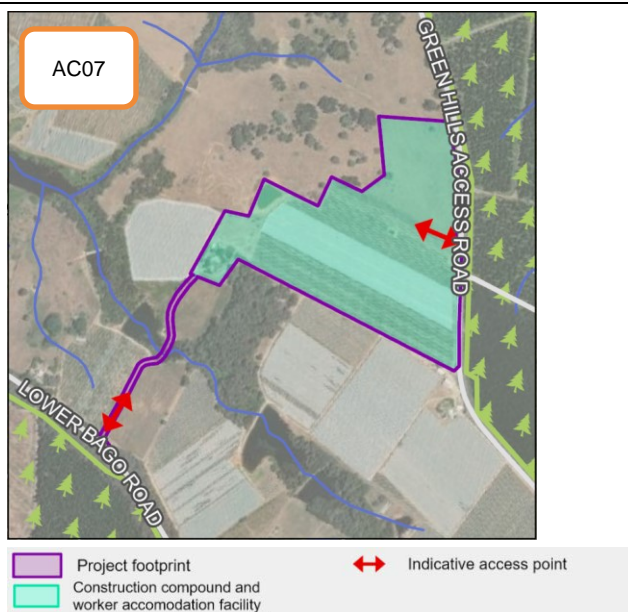 AC07
GREEN HILLS ACCESS ROAD
LOWER BAGO ROAD
Project footprint
Indicative access point
Construction compound and
worker accomodation facility